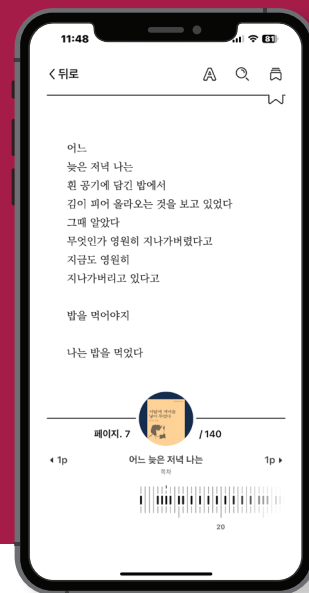 11:48
81
뒤로
A
어느
늦은 저녁 나는
흰 공기에 담긴 밥에서
김이 피어 올라오는 것을 보고 있었다
그때 알았다
무엇인가 영원히 지나가버렸다고
지금도 영원히
지나가버리고 있다고
밥을 먹어야지
나는 밥을 먹었다
페이지. 7 / 140
1p 어느 늦은 저녁 나는 1p
목차
20